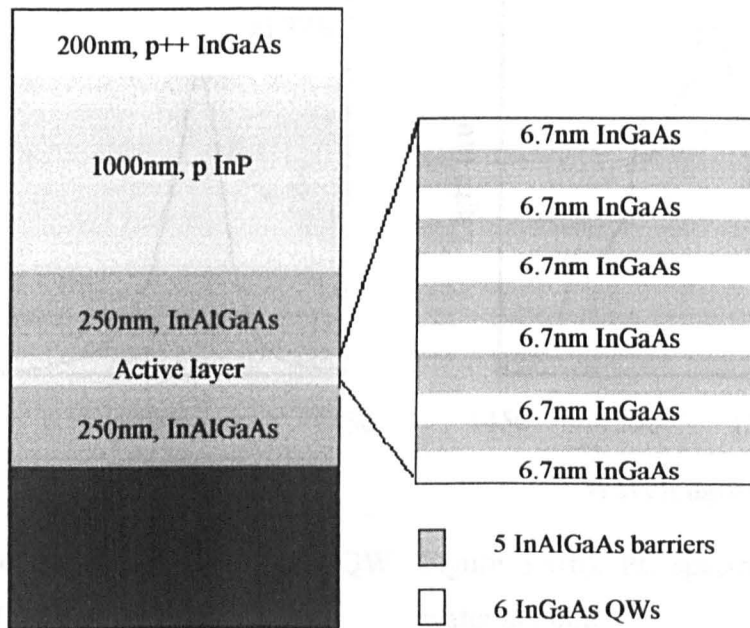 200nm, p++ InGaAs
1000nm, p InP
250nm, InAlGaAs
Active layer
250nm, InAlGaAs
6.7nm InGaAs
6.7nm InGaAs
6.7nm InGaAs
6.7nm InGaAs
6.7nm InGaAs
6.7nm InGaAs
5 InAlGaAs barriers
6 InGaAs QWs